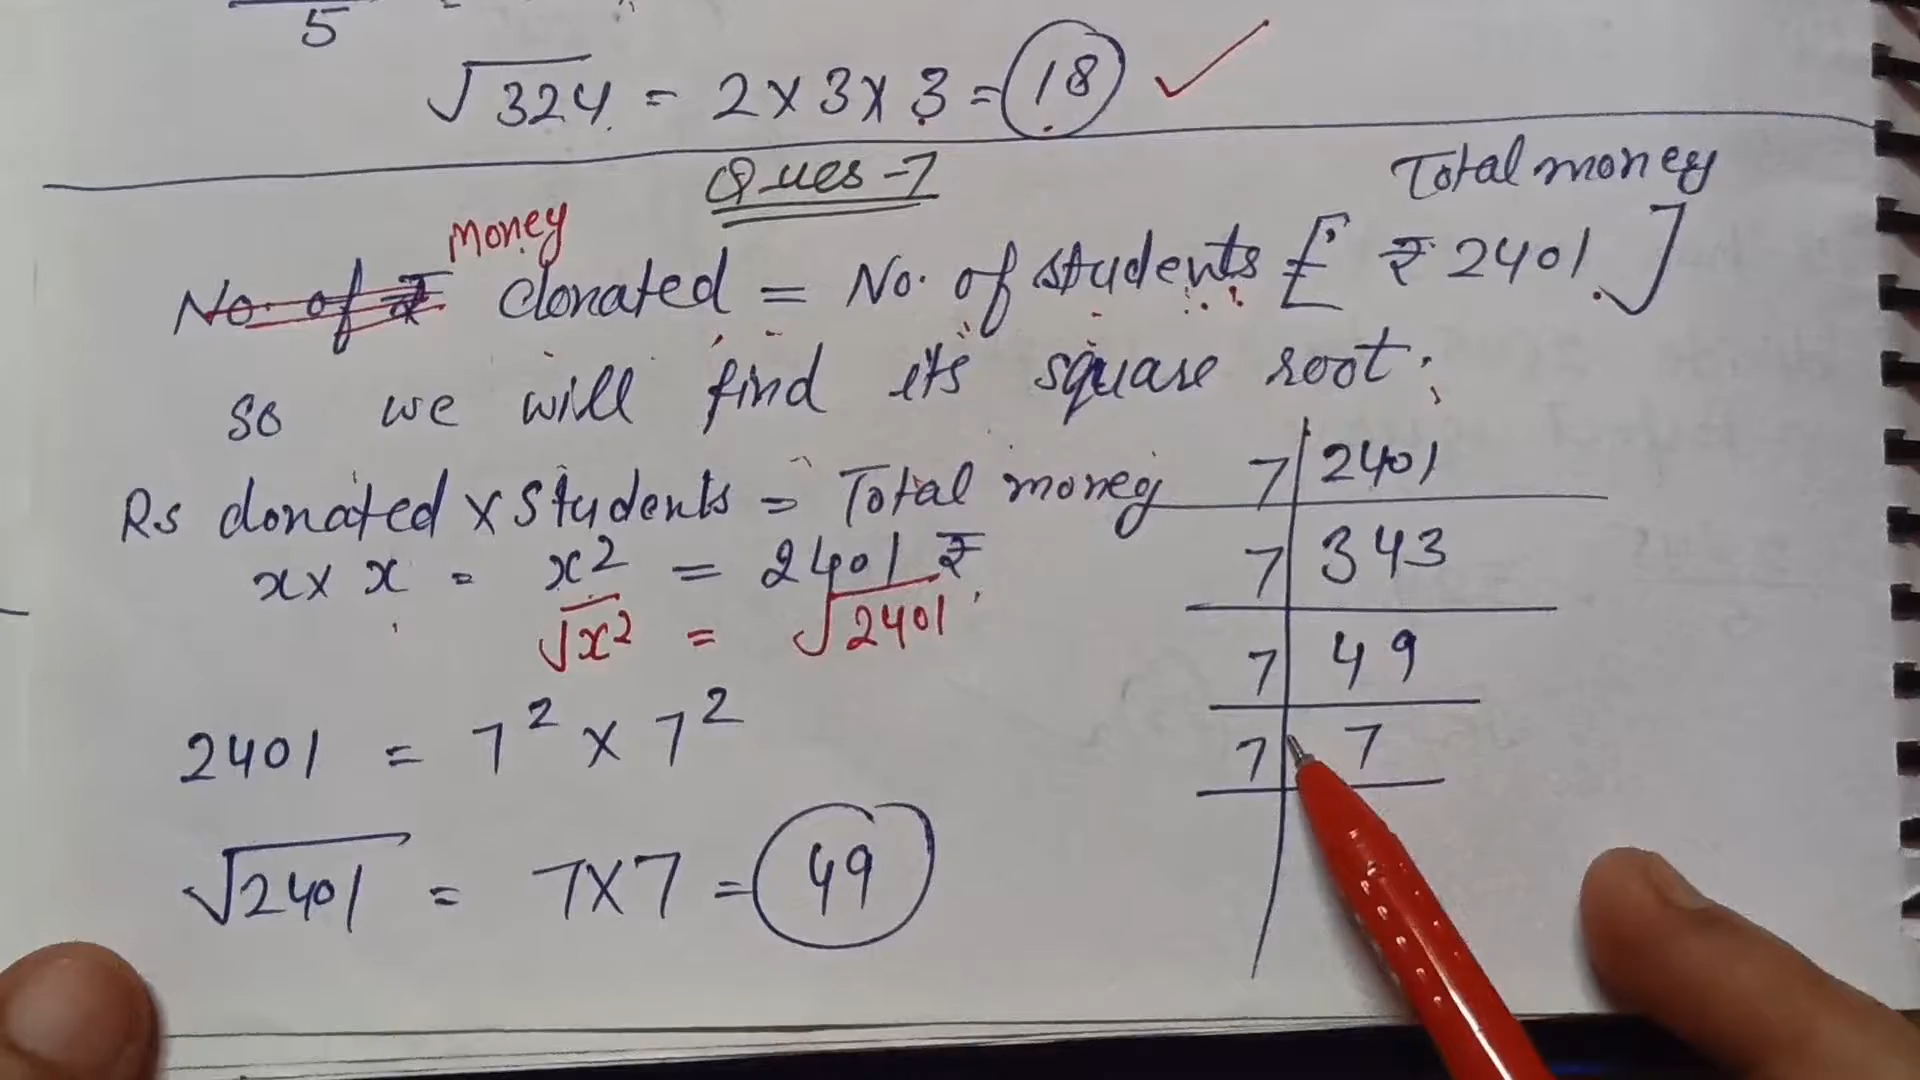 5
√324 = 2×3×3 = 18 ✓
Ques-7
Total money
Money
No. of ₹ donated = No. of students [ ₹ 2401 ]
so we will find its square root.
Rs donated × Students = Total money
x × x = x2 = 2401 ₹
√x2 = √2401
2401 = 7² × 7²
√2401 = 7×7 = 49
7 | 2401
7 | 343
7 | 49
7 | 7